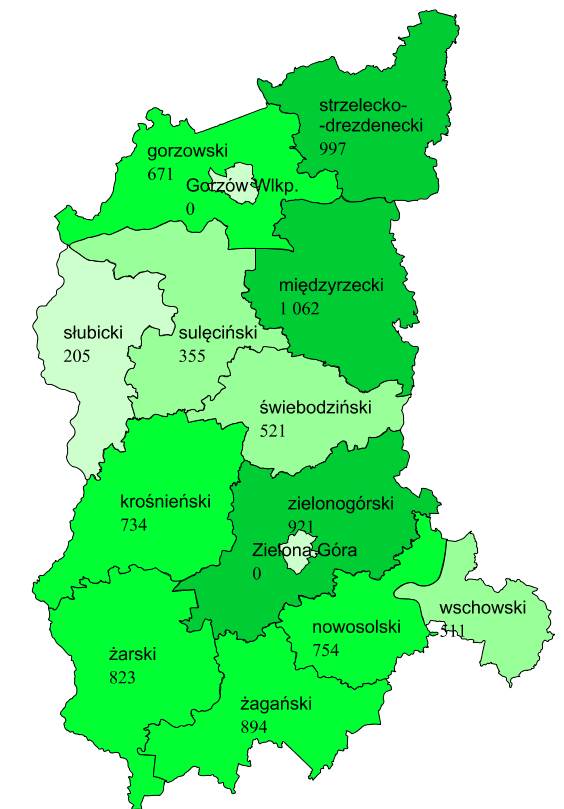 strzelecko-
-drezdenecki
997
gorzowski
671
Gorzów Wlkp.
0
międzyrzecki
1 062
słubicki
205
sulęciński
355
świebodziński
521
krośnieński
734
zielonogórski
921
Zielona Góra
0
wschowski
511
nowosolski
754
żarski
823
żagański
894